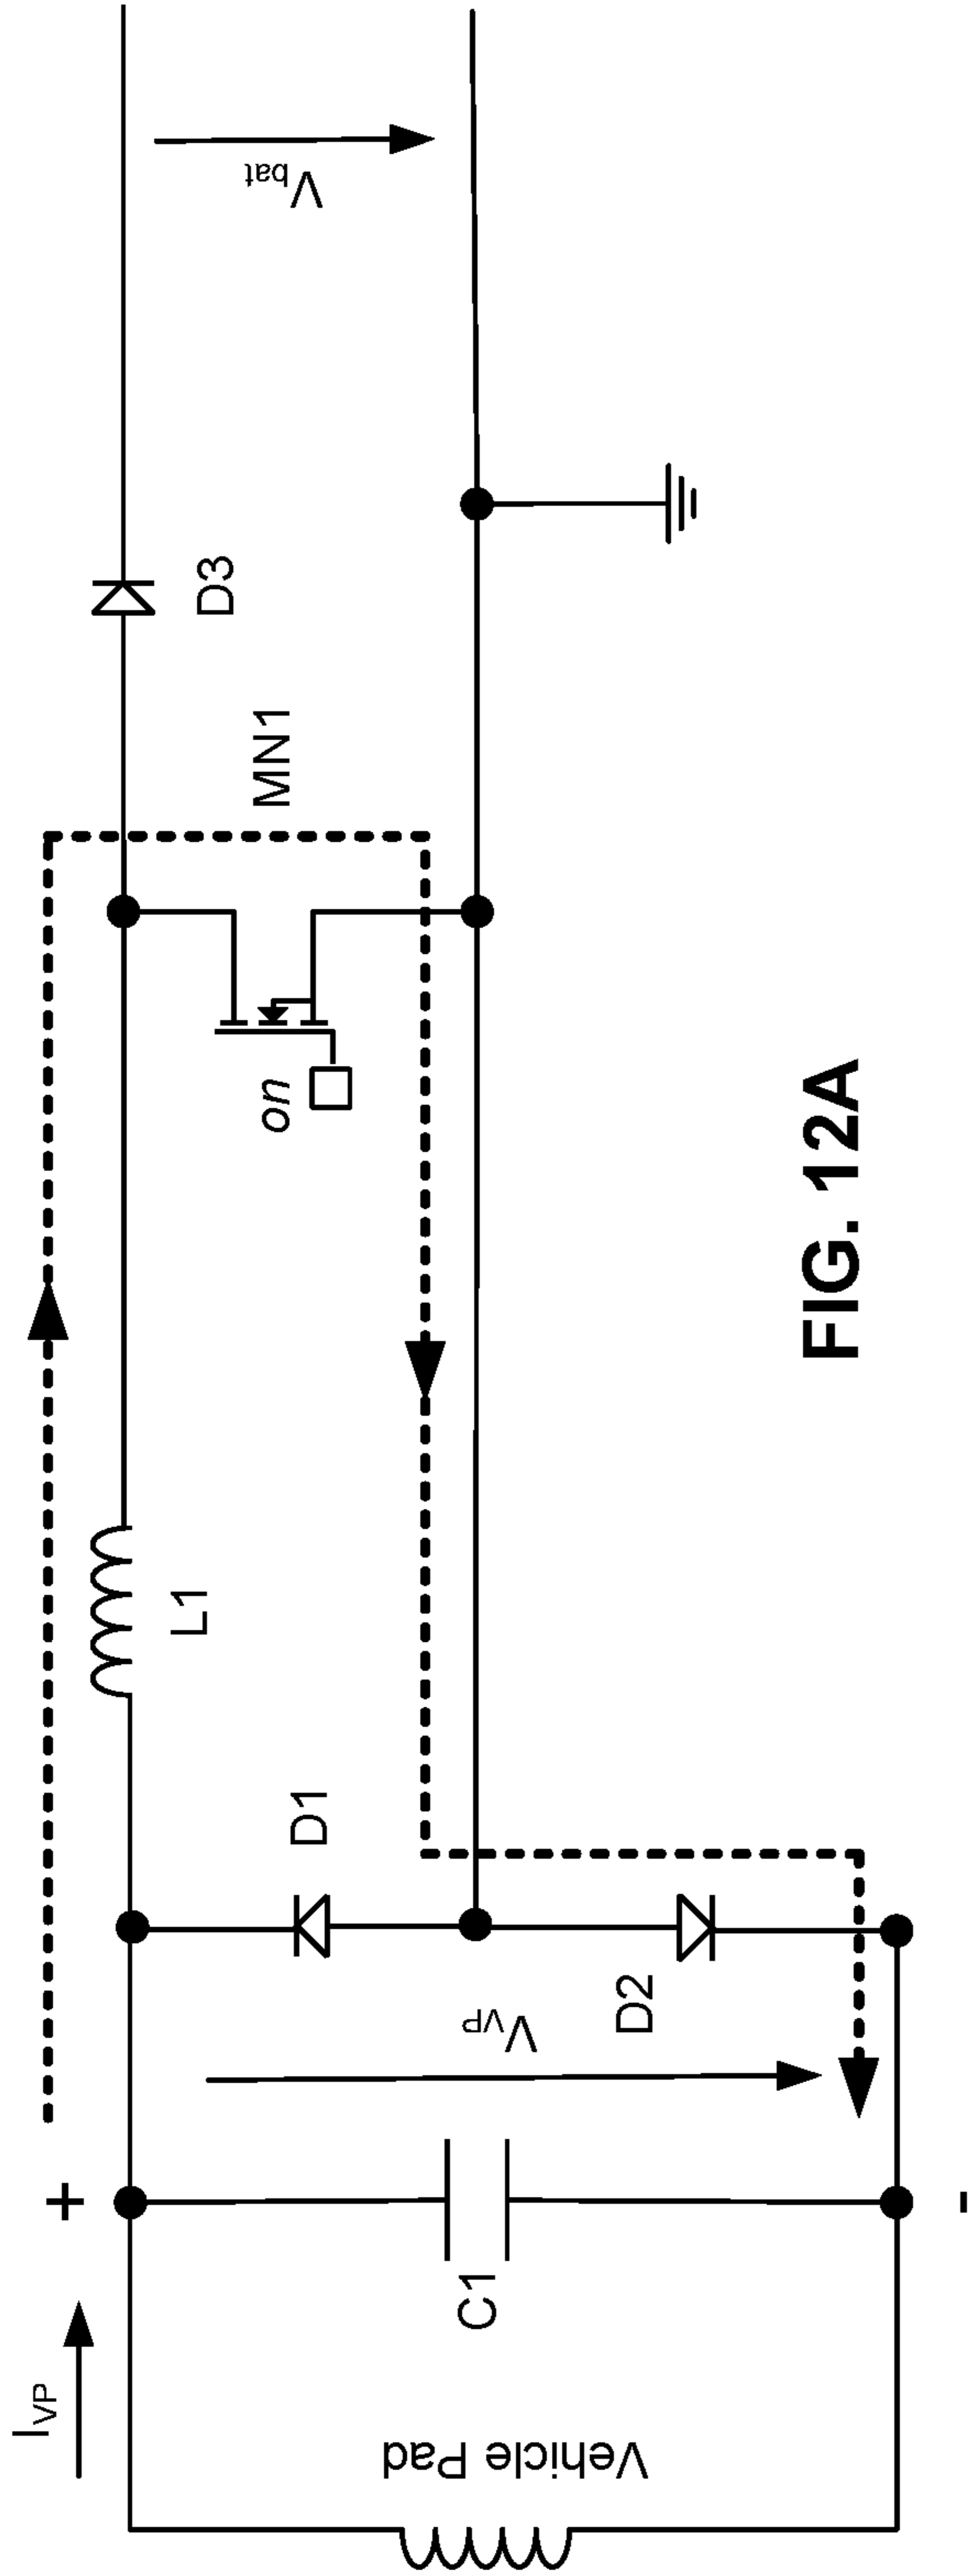 I_VP
Vehicle Pad
+
-
C1
V_VP
D1
D2
L1
on
MN1
D3
V_bat
FIG. 12A